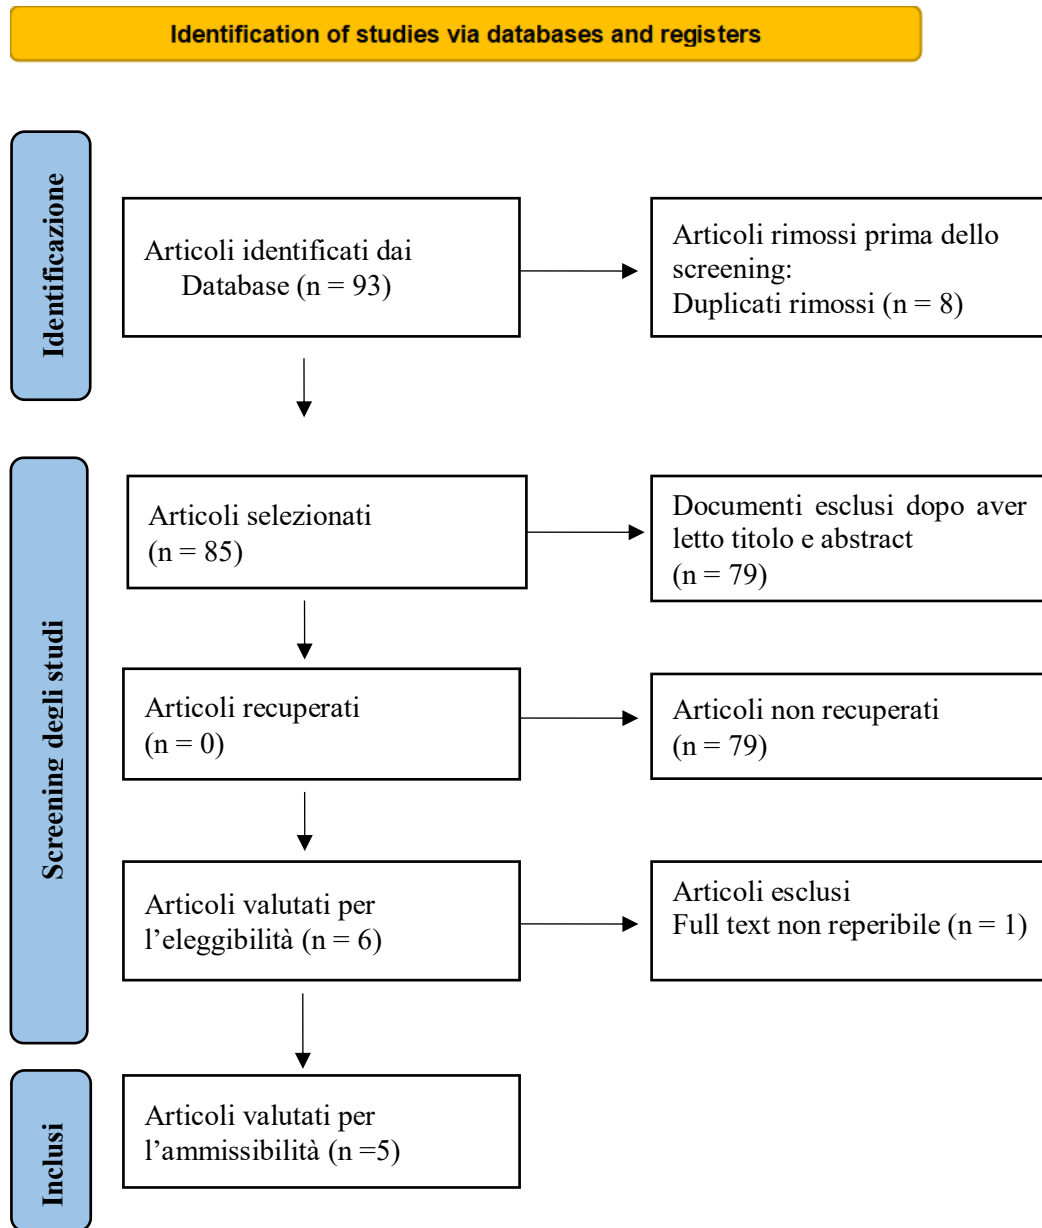 Identification of studies via databases and registers
Identificazione
Articoli identificati dai
Database (n = 93)
Articoli rimossi prima dello
screening:
Duplicati rimossi (n = 8)
Screening degli studi
Articoli selezionati
(n = 85)
Documenti esclusi dopo aver
letto titolo e abstract
(n = 79)
Articoli recuperati
(n = 0)
Articoli non recuperati
(n = 79)
Articoli valutati per
l’eleggibilità (n = 6)
Articoli esclusi
Full text non reperibile (n = 1)
Inclusi
Articoli valutati per
l’ammissibilità (n =5)